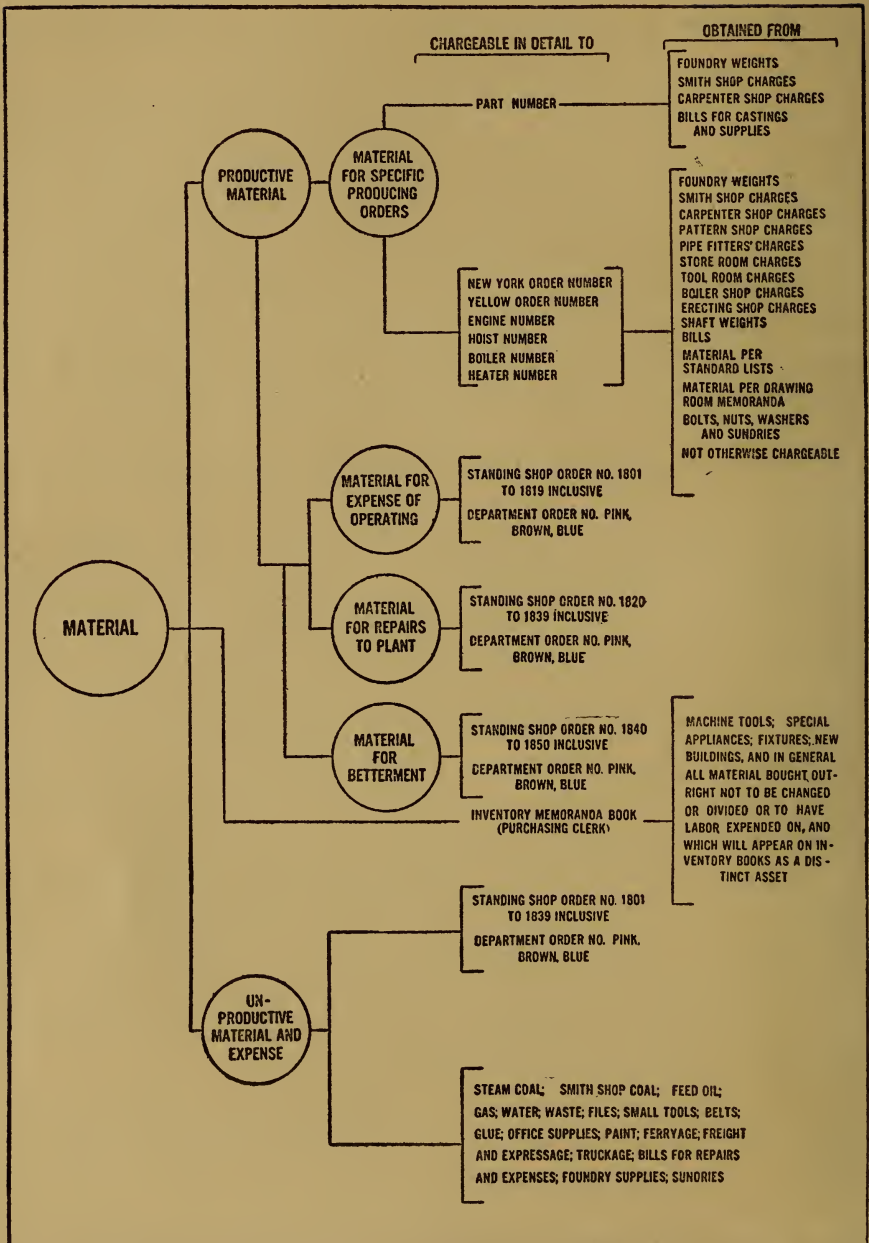 CHARGEABLE IN DETAIL TO
OBTAINED FROM
PART NUMBER
FOUNDRY WEIGHTS
SMITH SHOP CHARGES
CARPENTER SHOP CHARGES
BILLS FOR CASTINGS
AND SUPPLIES
PRODUCTIVE
MATERIAL
MATERIAL
FOR SPECIFIC
PRODUCING
ORDERS
NEW YORK ORDER NUMBER
YELLOW ORDER NUMBER
ENGINE NUMBER
HOIST NUMBER
BOILER NUMBER
HEATER NUMBER
FOUNDRY WEIGHTS
SMITH SHOP CHARGES
CARPENTER SHOP CHARGES
PATTERN SHOP CHARGES
PIPE FITTERS' CHARGES
STORE ROOM CHARGES
TOOL ROOM CHARGES
BOILER SHOP CHARGES
ERECTING SHOP CHARGES
SHAFT WEIGHTS
BILLS
MATERIAL PER
STANDARD LISTS
MATERIAL PER DRAWING
ROOM MEMORANDA
BOLTS, NUTS, WASHERS
AND SUNDRIES
NOT OTHERWISE CHARGEABLE
MATERIAL FOR
EXPENSE OF
OPERATING
STANDING SHOP ORDER NO. 1801
TO 1819 INCLUSIVE
DEPARTMENT ORDER NO. PINK,
BROWN, BLUE
MATERIAL
MATERIAL
FOR REPAIRS
TO PLANT
STANDING SHOP ORDER NO. 1820
TO 1839 INCLUSIVE
DEPARTMENT ORDER NO. PINK,
BROWN, BLUE
MATERIAL
FOR
BETTERMENT
STANDING SHOP ORDER NO. 1840
TO 1850 INCLUSIVE
DEPARTMENT ORDER NO. PINK,
BROWN, BLUE
INVENTORY MEMORANDA BOOK
(PURCHASING CLERK)
MACHINE TOOLS; SPECIAL
APPLIANCES; FIXTURES; NEW
BUILDINGS, AND IN GENERAL
ALL MATERIAL BOUGHT OUT-
RIGHT NOT TO BE CHANGED
OR DIVIDED OR TO HAVE
LABOR EXPENDED ON, AND
WHICH WILL APPEAR ON IN-
VENTORY BOOKS AS A DIS-
TINCT ASSET
UN-
PRODUCTIVE
MATERIAL AND
EXPENSE
STANDING SHOP ORDER NO. 1801
TO 1839 INCLUSIVE
DEPARTMENT ORDER NO. PINK,
BROWN, BLUE
STEAM COAL; SMITH SHOP COAL; FEED OIL;
GAS; WATER; WASTE; FILES; SMALL TOOLS; BELTS;
GLUE; OFFICE SUPPLIES; PAINT; FERRYAGE; FREIGHT
AND EXPRESSAGE; TRUCKAGE; BILLS FOR REPAIRS
AND EXPENSES; FOUNDRY SUPPLIES; SUNDRIES